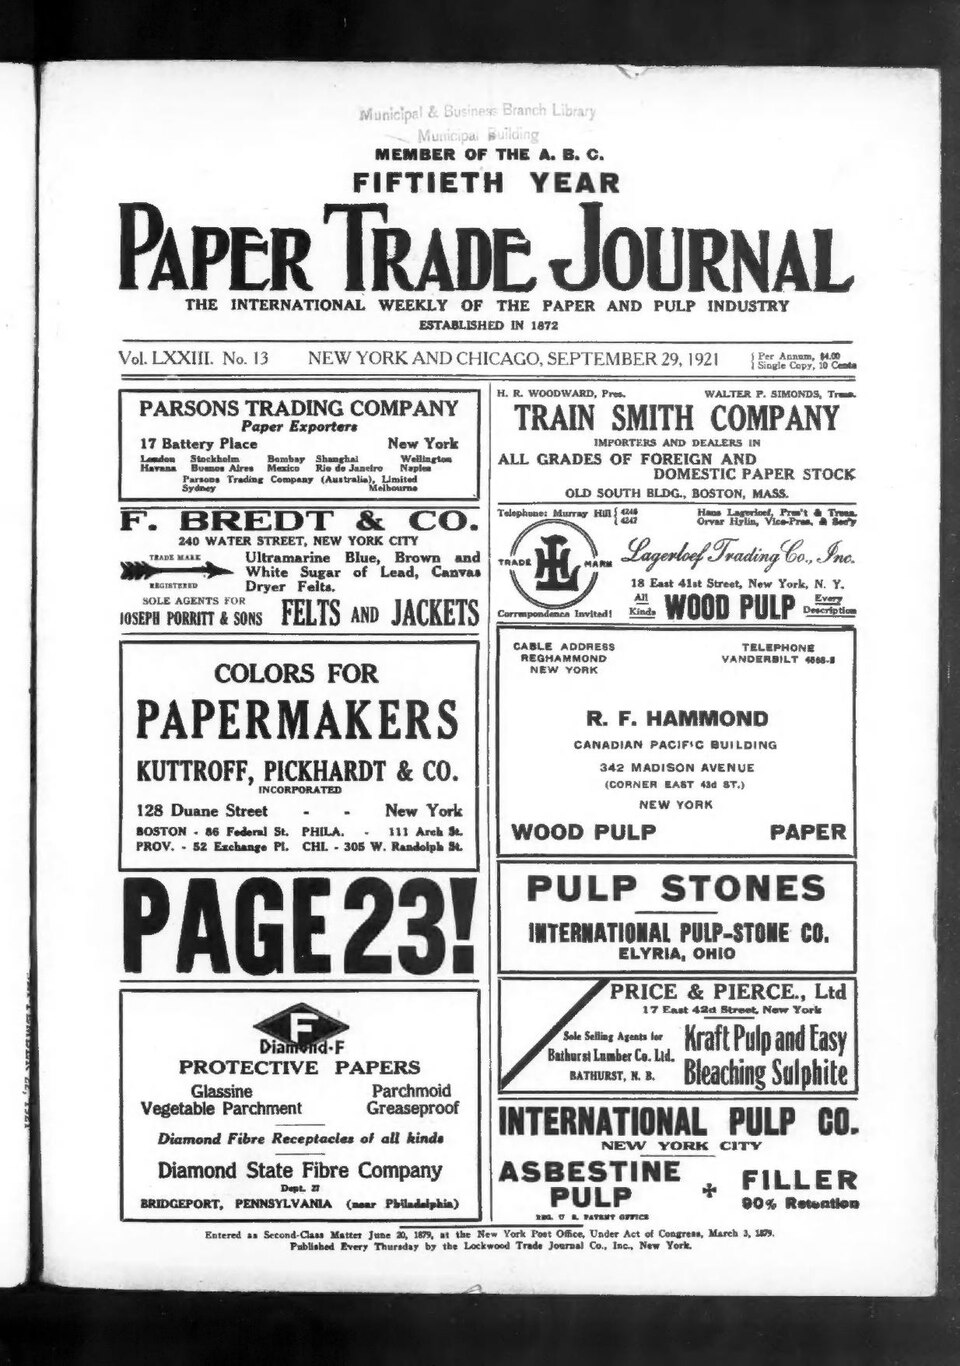 Municipal & Business Branch Library
Municipal Building
MEMBER OF THE A. B. C.
FIFTIETH YEAR
PAPER TRADE JOURNAL
THE INTERNATIONAL WEEKLY OF THE PAPER AND PULP INDUSTRY
ESTABLISHED IN 1872
Vol. LXXIII. No. 13 NEW YORK AND CHICAGO, SEPTEMBER 29, 1921
Per Annum, $4.00
Single Copy, 10 Cents
PARSONS TRADING COMPANY
Paper Exporters
17 Battery Place New York
London Stockholm Bombay Shanghai Wellington
Havana Buenos Aires Mexico Rio de Janeiro Naples
Parsons Trading Company (Australia), Limited
Sydney Melbourne
F. BREDT & CO.
240 WATER STREET, NEW YORK CITY
TRADE MARK
REGISTERED
Ultramarine Blue, Brown and
White Sugar of Lead, Canvas
Dryer Felts.
SOLE AGENTS FOR
JOSEPH PORRITT & SONS
FELTS AND JACKETS
COLORS FOR
PAPERMAKERS
KUTTROFF, PICKHARDT & CO.
INCORPORATED
128 Duane Street - - New York
BOSTON - 86 Federal St. PHILA. - 111 Arch St.
PROV. - 52 Exchange Pl. CHI. - 305 W. Randolph St.
PAGE 23!
F
Diamond-F
PROTECTIVE PAPERS
Glassine Parchmoid
Vegetable Parchment Greaseproof
Diamond Fibre Receptacles of all kinds
Diamond State Fibre Company
Dept. 27
BRIDGEPORT, PENNSYLVANIA (near Philadelphia)
H. R. WOODWARD, Pres. WALTER P. SIMONDS, Treas.
TRAIN SMITH COMPANY
IMPORTERS AND DEALERS IN
ALL GRADES OF FOREIGN AND
DOMESTIC PAPER STOCK
OLD SOUTH BLDG., BOSTON, MASS.
Telephone: Murray Hill 4246
4247
Hans Lagerloef, Pres't & Treas.
Orvar Hylin, Vice-Pres. & Sec'y
TRADE MARK
Correspondence Invited!
Lagerloef Trading Co., Inc.
18 East 41st Street, New York, N. Y.
All Kinds WOOD PULP Every Description
CABLE ADDRESS
REGHAMMOND
NEW YORK
TELEPHONE
VANDERBILT
R. F. HAMMOND
CANADIAN PACIFIC BUILDING
342 MADISON AVENUE
(CORNER EAST 43d ST.)
NEW YORK
WOOD PULP PAPER
PULP STONES
INTERNATIONAL PULP-STONE CO.
ELYRIA, OHIO
PRICE & PIERCE., Ltd
17 East 42d Street, New York
Sole Selling Agents for
Bathurst Lumber Co. Ltd.
BATHURST, N. B.
Kraft Pulp and Easy
Bleaching Sulphite
INTERNATIONAL PULP CO.
NEW YORK CITY
ASBESTINE
PULP
REG. U. S. PATENT OFFICE
FILLER
90% Retention
Entered as Second-Class Matter June 20, 1879, at the New York Post Office, Under Act of Congress, March 3, 1879.
Published Every Thursday by the Lockwood Trade Journal Co., Inc., New York.